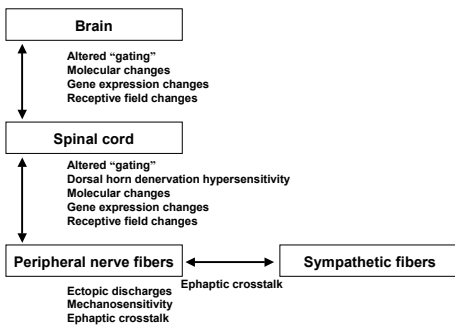 Brain
Altered “gating”
Molecular changes
Gene expression changes
Receptive field changes
Spinal cord
Altered “gating”
Dorsal horn denervation hypersensitivity
Molecular changes
Gene expression changes
Receptive field changes
Peripheral nerve fibers
Sympathetic fibers
Ephaptic crosstalk
Ectopic discharges
Mechanosensitivity
Ephaptic crosstalk